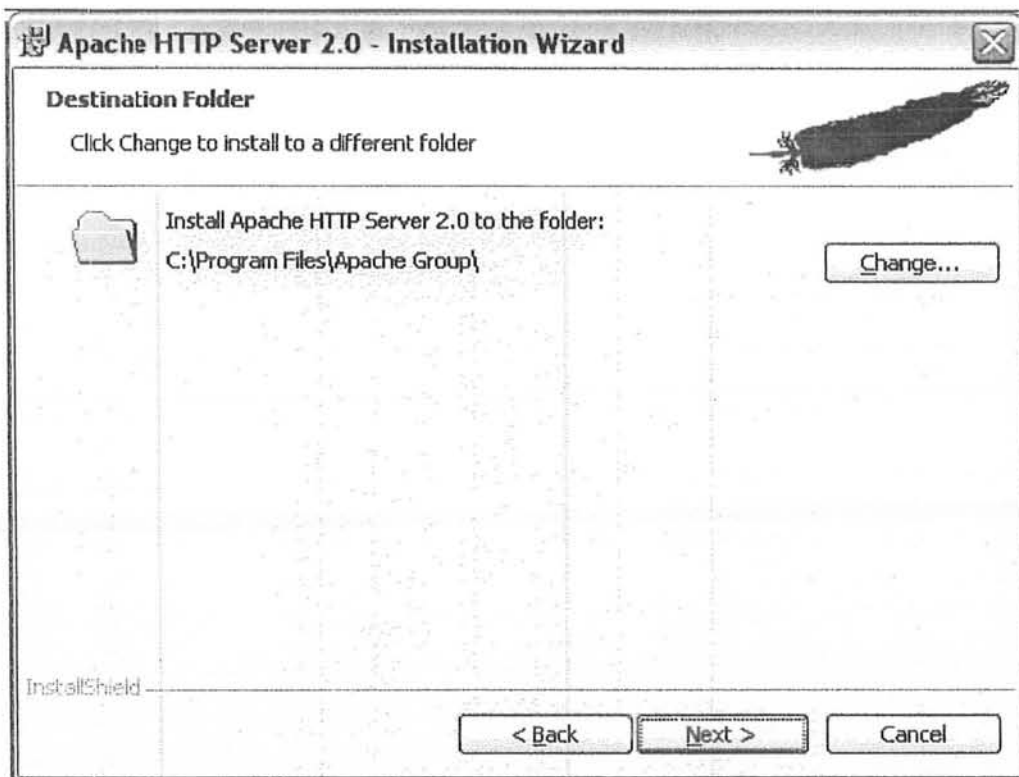 Apache HTTP Server 2.0 - Installation Wizard
Destination Folder
Click Change to install to a different folder
Install Apache HTTP Server 2.0 to the folder:
C:\Program Files\Apache Group\
Change...
InstallShield
< Back
Next >
Cancel